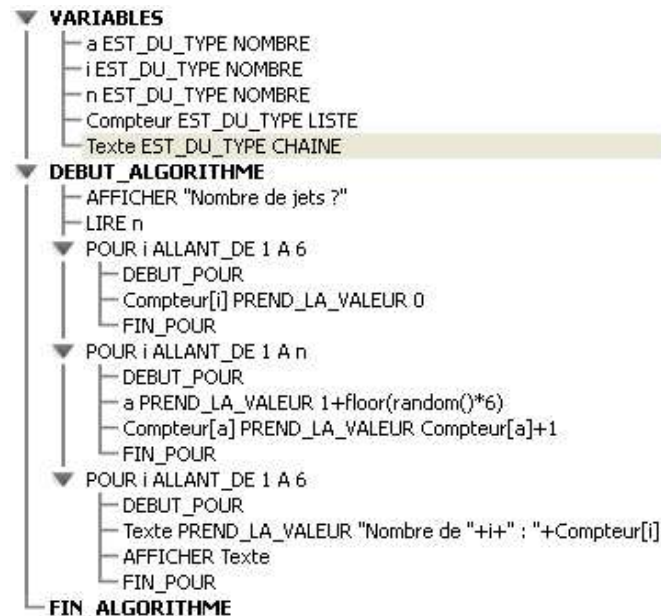 VARIABLES
a EST_DU_TYPE NOMBRE
i EST_DU_TYPE NOMBRE
n EST_DU_TYPE NOMBRE
Compteur EST_DU_TYPE LISTE
Texte EST_DU_TYPE CHAINE
DEBUT_ALGORITHME
AFFICHER "Nombre de jets ?"
LIRE n
POUR i ALLANT_DE 1 A 6
DEBUT_POUR
Compteur[i] PREND_LA_VALEUR 0
FIN_POUR
POUR i ALLANT_DE 1 A n
DEBUT_POUR
a PREND_LA_VALEUR 1+floor(random()*6)
Compteur[a] PREND_LA_VALEUR Compteur[a]+1
FIN_POUR
POUR i ALLANT_DE 1 A 6
DEBUT_POUR
Texte PREND_LA_VALEUR "Nombre de "+i+" : "+Compteur[i]
AFFICHER Texte
FIN_POUR
FIN_ALGORITHME